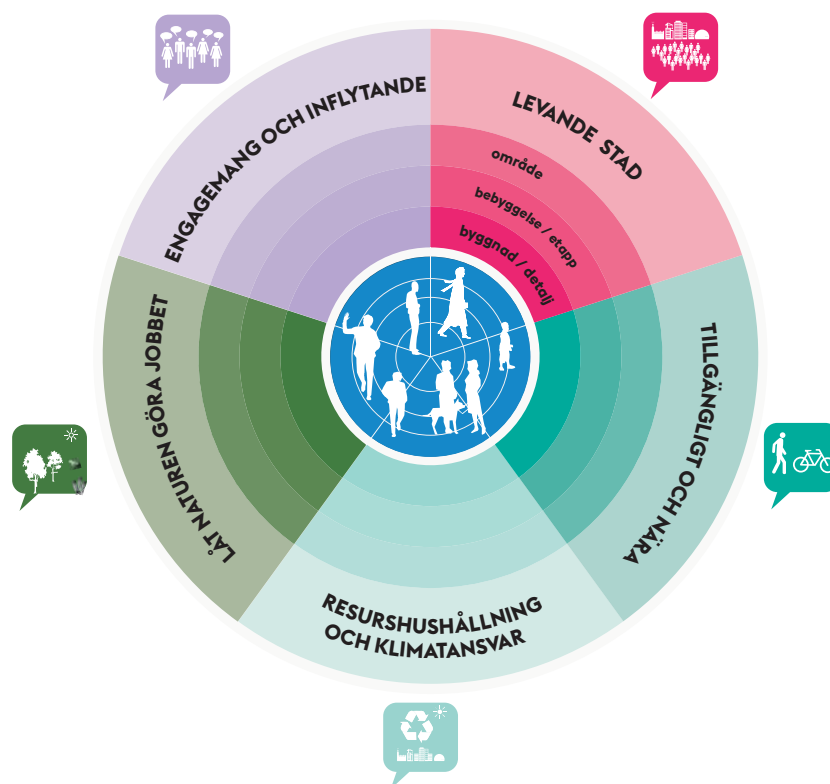 ENGAGEMANG OCH INFLYTANDE
LEVANDE STAD
område
bebyggelse / etapp
byggnad / detalj
LÅT NATUREN GÖRA JOBBET
TILLGÄNGLIGT OCH NÄRA
RESURSHUSHÅLLNING
OCH KLIMATANSVAR